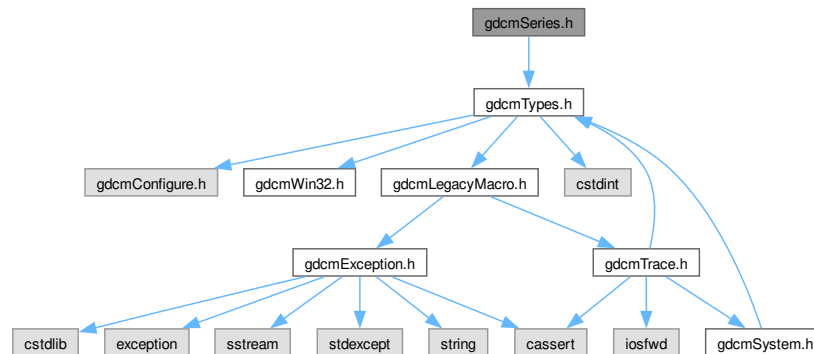 gdcmSeries.h
gdcmTypes.h
gdcmConfigure.h
gdcmWin32.h
gdcmLegacyMacro.h
cstdint
gdcmException.h
gdcmTrace.h
cstdlib
exception
sstream
stdexcept
string
cassert
iosfwd
gdcmSystem.h